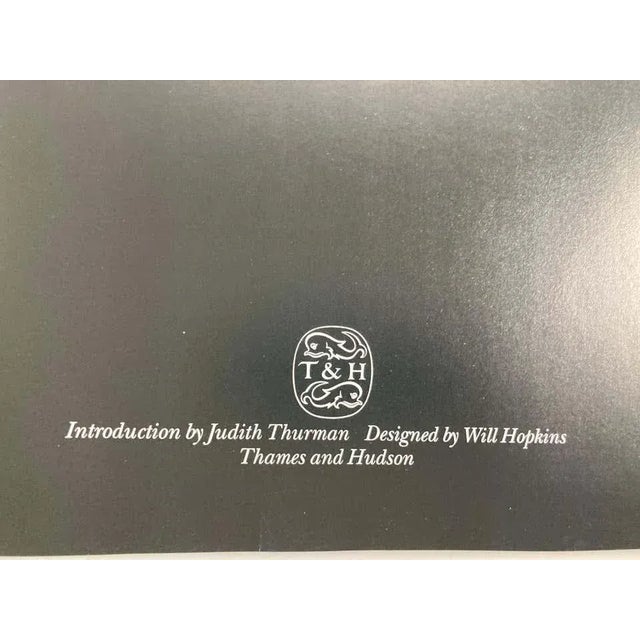 T & H
Introduction by Judith Thurman Designed by Will Hopkins
Thames and Hudson